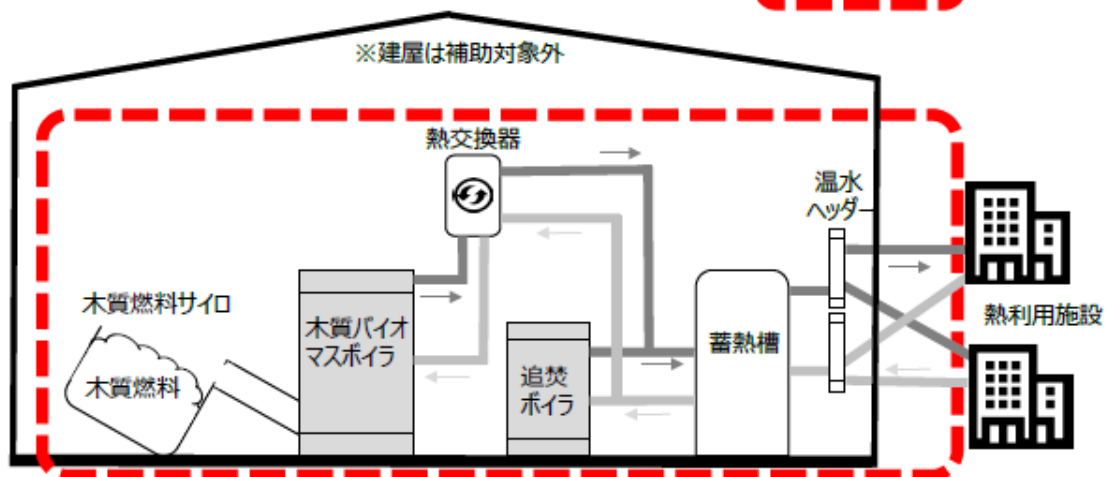 ※建屋は補助対象外
熱交換器
温水
ヘッダー
木質燃料サイロ
木質燃料
木質バイオ
マスボイラ
追焚
ボイラ
蓄熱槽
熱利用施設